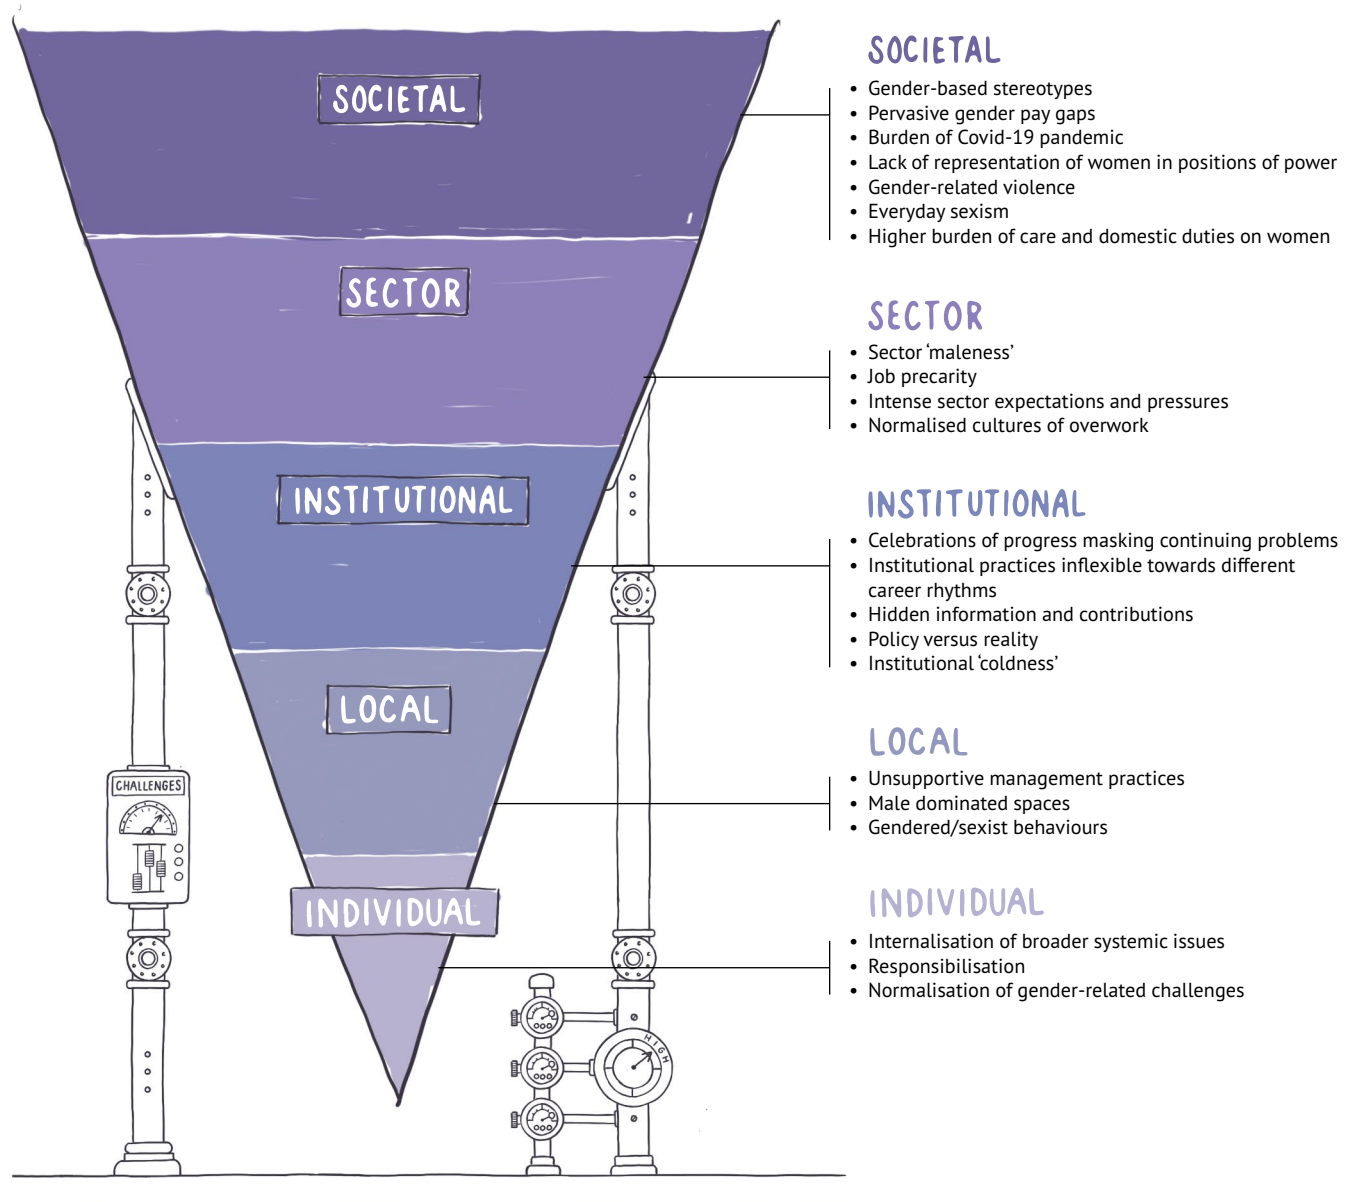 SOCIETAL
SECTOR
INSTITUTIONAL
LOCAL
INDIVIDUAL
CHALLENGES
HIGH
SOCIETAL
• Gender-based stereotypes
• Pervasive gender pay gaps
• Burden of Covid-19 pandemic
• Lack of representation of women in positions of power
• Gender-related violence
• Everyday sexism
• Higher burden of care and domestic duties on women
SECTOR
• Sector ‘maleness’
• Job precarity
• Intense sector expectations and pressures
• Normalised cultures of overwork
INSTITUTIONAL
• Celebrations of progress masking continuing problems
• Institutional practices inflexible towards different
career rhythms
• Hidden information and contributions
• Policy versus reality
• Institutional ‘coldness’
LOCAL
• Unsupportive management practices
• Male dominated spaces
• Gendered/sexist behaviours
INDIVIDUAL
• Internalisation of broader systemic issues
• Responsibilisation
• Normalisation of gender-related challenges